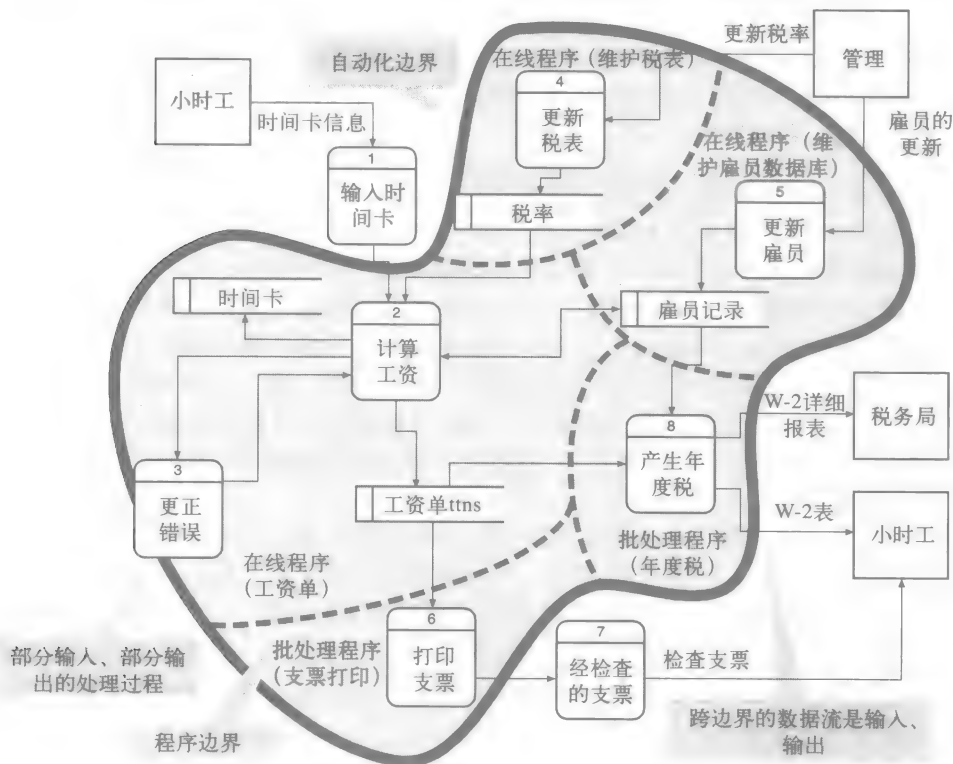 更新税率
管理
自动化边界
在线程序（维护税表）
4
更新
税表
小时工
时间卡信息
雇员的
更新
在线程序（维
护雇员数据库）
1
输入时
间卡
5
更新
雇员
税率
时间卡
2
计算
工资
雇员记录
W-2详细
报表
税务局
8
产生年
度税
3
更正
错误
工资单ttns
W-2表
小时工
在线程序
（工资单）
批处理程序
（年度税）
6
打印
支票
7
经检查
的支票
批处理程序
（支票打印）
检查支票
部分输入、部分输
出的处理过程
程序边界
跨边界的数据流是输入、
输出